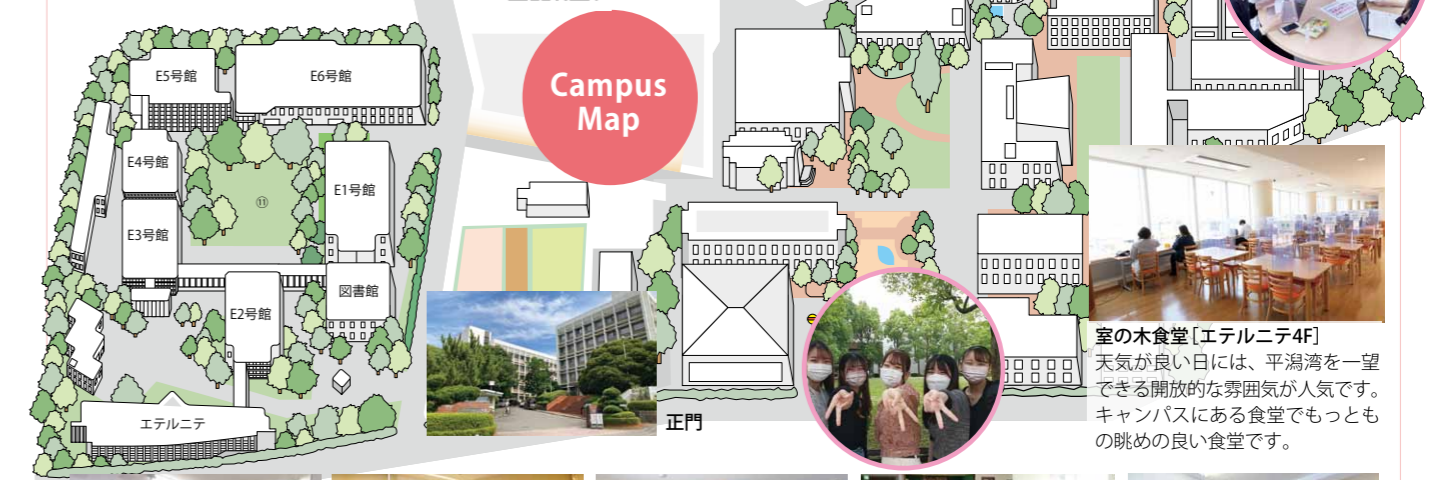 E5号館
E6号館
Campus
Map
E4号館
E1号館
⑪
E3号館
図書館
E2号館
エテルニテ
正門
室の木食堂[エテルニテ4F]
天気が良い日には、平潟湾を一望
できる開放的な雰囲気が人気です。
キャンパスにある食堂でもっとも
の眺めの良い食堂です。